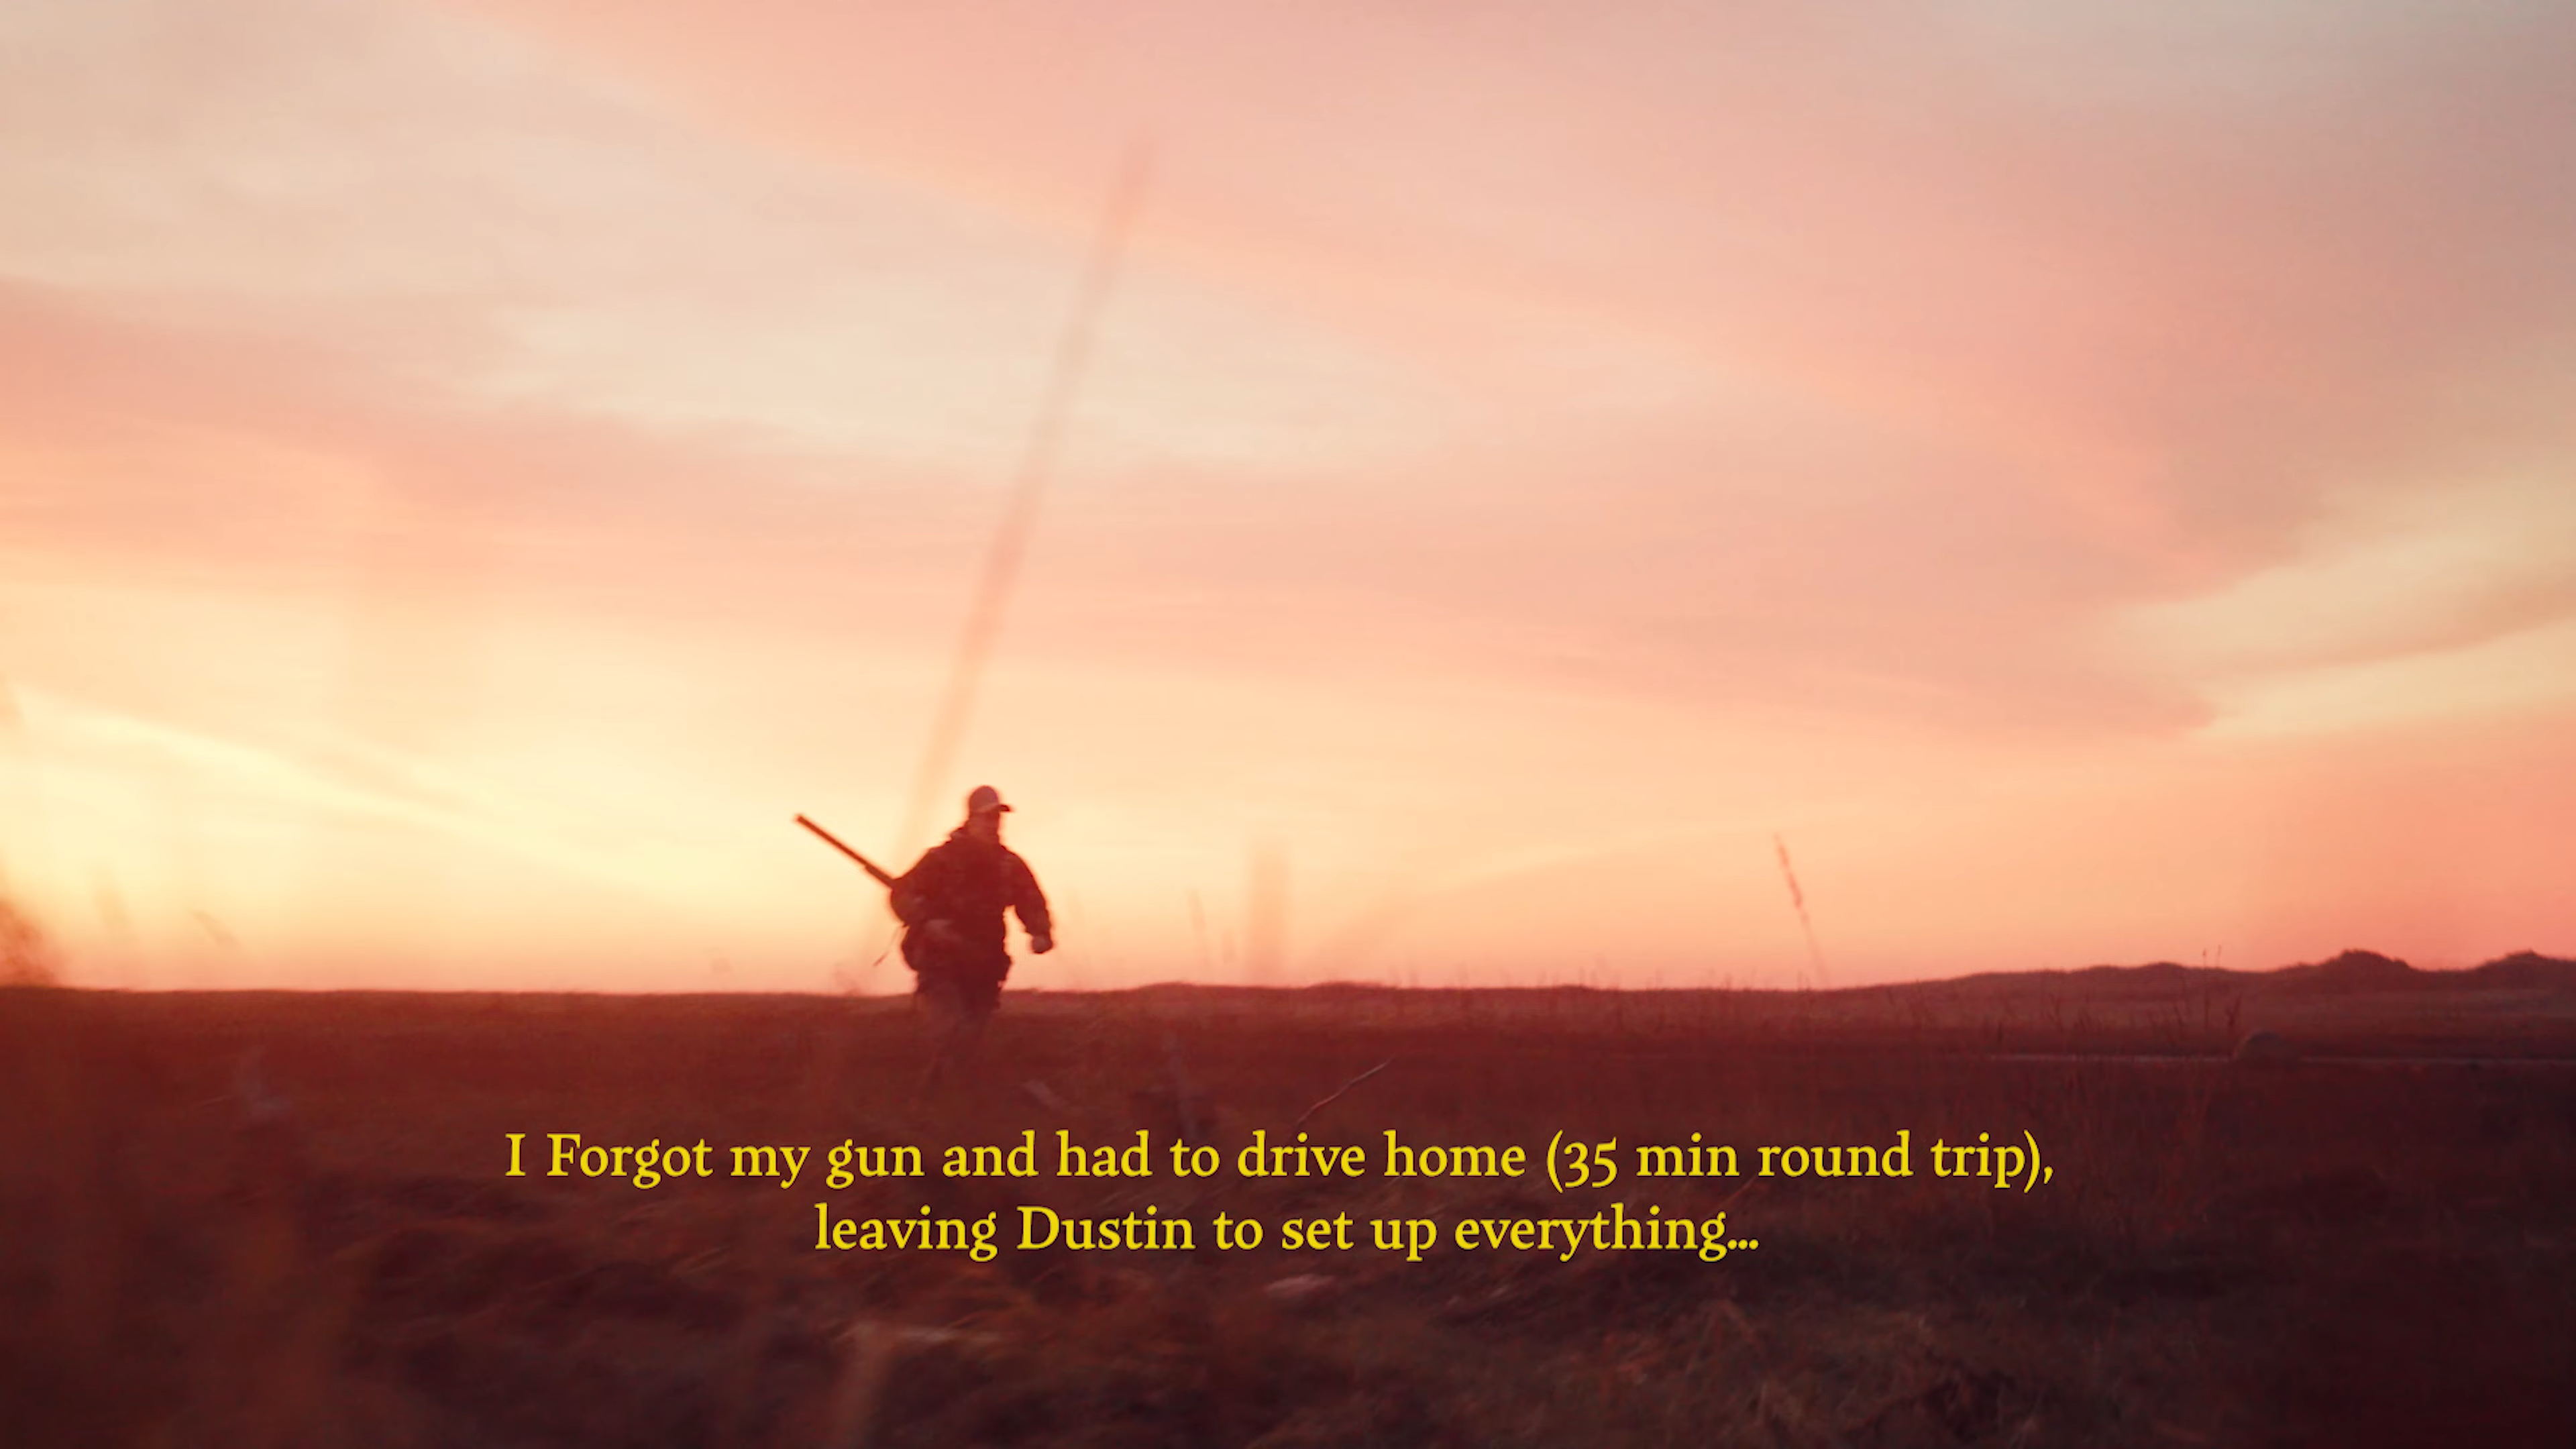 I Forgot my gun and had to drive home (35 min round trip),
leaving Dustin to set up everything...